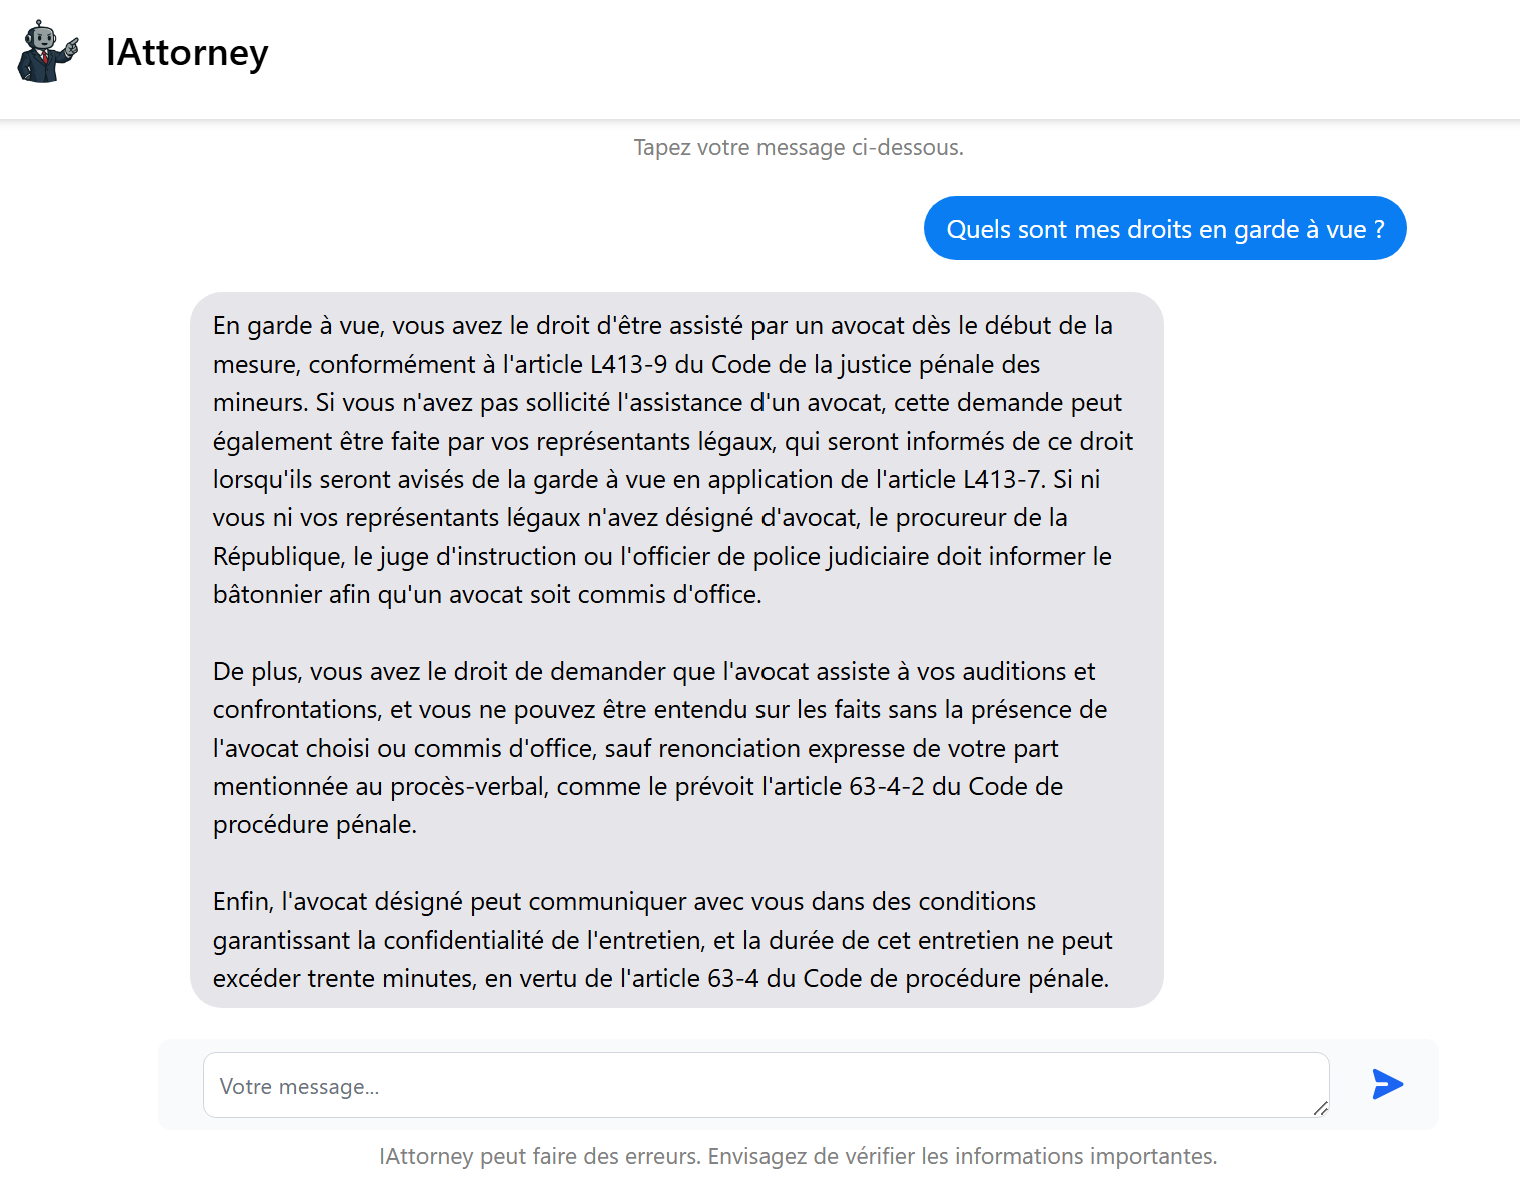 IAttorney
Tapez votre message ci-dessous.
Quels sont mes droits en garde à vue ?
En garde à vue, vous avez le droit d'être assisté par un avocat dès le début de la
mesure, conformément à l'article L413-9 du Code de la justice pénale des
mineurs. Si vous n'avez pas sollicité l'assistance d'un avocat, cette demande peut
également être faite par vos représentants légaux, qui seront informés de ce droit
lorsqu'ils seront avisés de la garde à vue en application de l'article L413-7. Si ni
vous ni vos représentants légaux n'avez désigné d'avocat, le procureur de la
République, le juge d'instruction ou l'officier de police judiciaire doit informer le
bâtonnier afin qu'un avocat soit commis d'office.
De plus, vous avez le droit de demander que l'avocat assiste à vos auditions et
confrontations, et vous ne pouvez être entendu sur les faits sans la présence de
l'avocat choisi ou commis d'office, sauf renonciation expresse de votre part
mentionnée au procès-verbal, comme le prévoit l'article 63-4-2 du Code de
procédure pénale.
Enfin, l'avocat désigné peut communiquer avec vous dans des conditions
garantissant la confidentialité de l'entretien, et la durée de cet entretien ne peut
excéder trente minutes, en vertu de l'article 63-4 du Code de procédure pénale.
Votre message...
IAttorney peut faire des erreurs. Envisagez de vérifier les informations importantes.